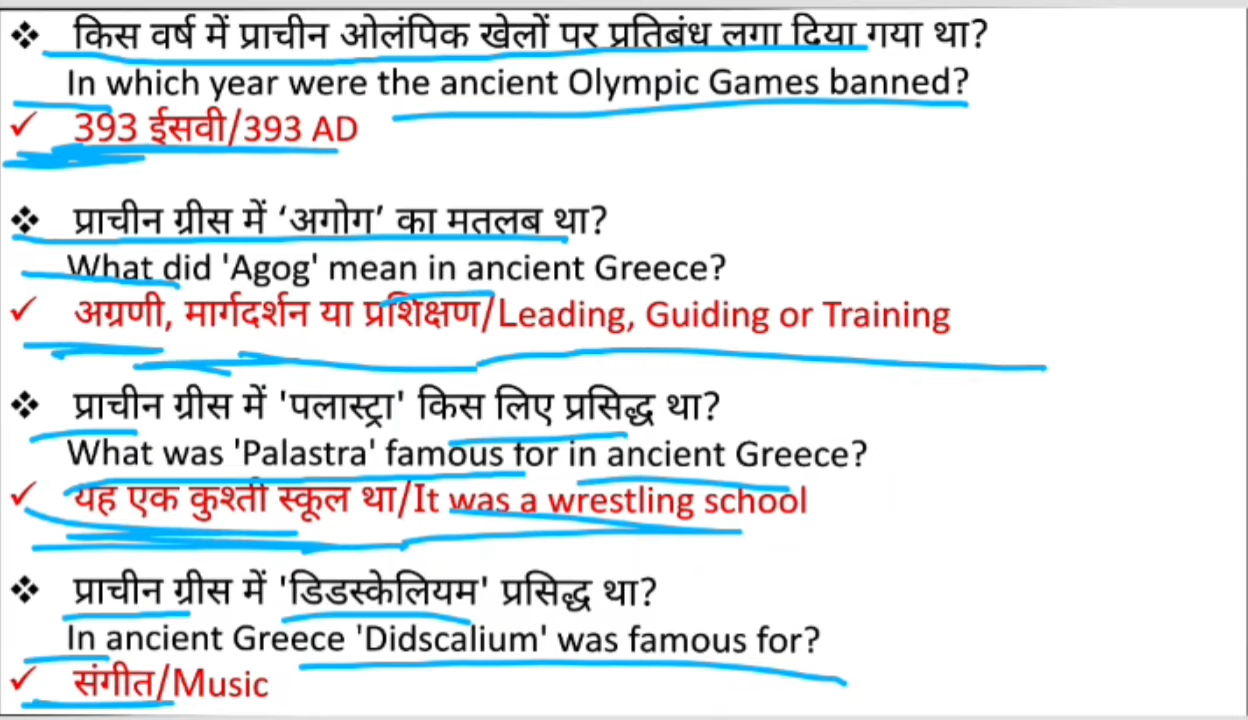 ❖ किस वर्ष में प्राचीन ओलंपिक खेलों पर प्रतिबंध लगा दिया गया था?
In which year were the ancient Olympic Games banned?
✓ 393 ईसवी/393 AD
❖ प्राचीन ग्रीस में ‘अगोग’ का मतलब था?
What did 'Agog' mean in ancient Greece?
✓ अग्रणी, मार्गदर्शन या प्रशिक्षण/Leading, Guiding or Training
❖ प्राचीन ग्रीस में 'पलास्ट्रा' किस लिए प्रसिद्ध था?
What was 'Palastra' famous for in ancient Greece?
✓ यह एक कुश्ती स्कूल था/It was a wrestling school
❖ प्राचीन ग्रीस में 'डिडस्केलियम' प्रसिद्ध था?
In ancient Greece 'Didscalium' was famous for?
✓ संगीत/Music